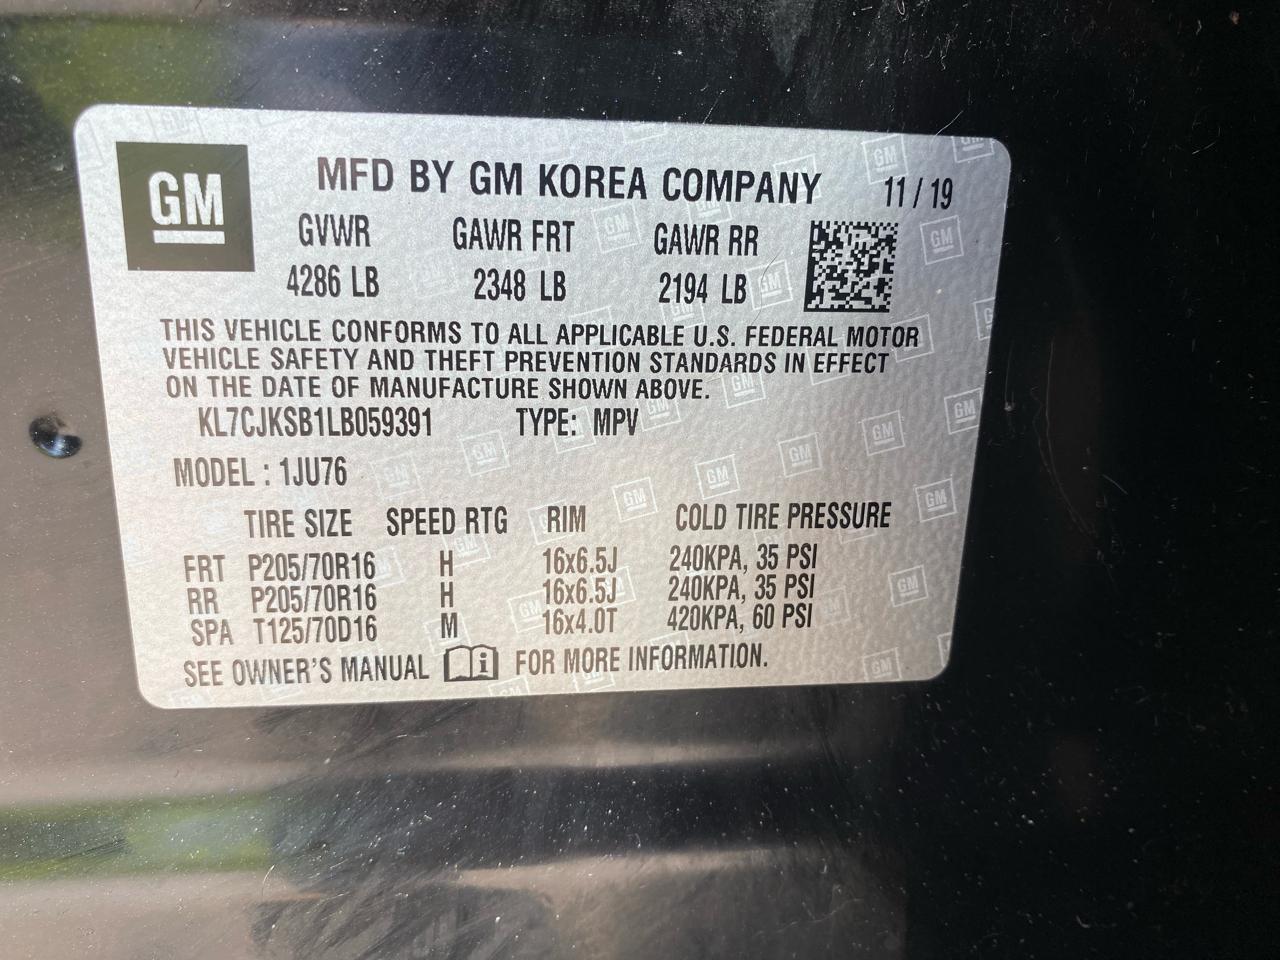 GM
MFD BY GM KOREA COMPANY 11 / 19
GVWR GAWR FRT GAWR RR
4286 LB 2348 LB 2194 LB
THIS VEHICLE CONFORMS TO ALL APPLICABLE U.S. FEDERAL MOTOR
VEHICLE SAFETY AND THEFT PREVENTION STANDARDS IN EFFECT
ON THE DATE OF MANUFACTURE SHOWN ABOVE.
KL7CJKSB1LB059391 TYPE: MPV
MODEL : 1JU76
TIRE SIZE SPEED RTG RIM COLD TIRE PRESSURE
FRT P205/70R16 H 16x6.5J 240KPA, 35 PSI
RR P205/70R16 H 16x6.5J 240KPA, 35 PSI
SPA T125/70D16 M 16x4.0T 420KPA, 60 PSI
SEE OWNER'S MANUAL FOR MORE INFORMATION.